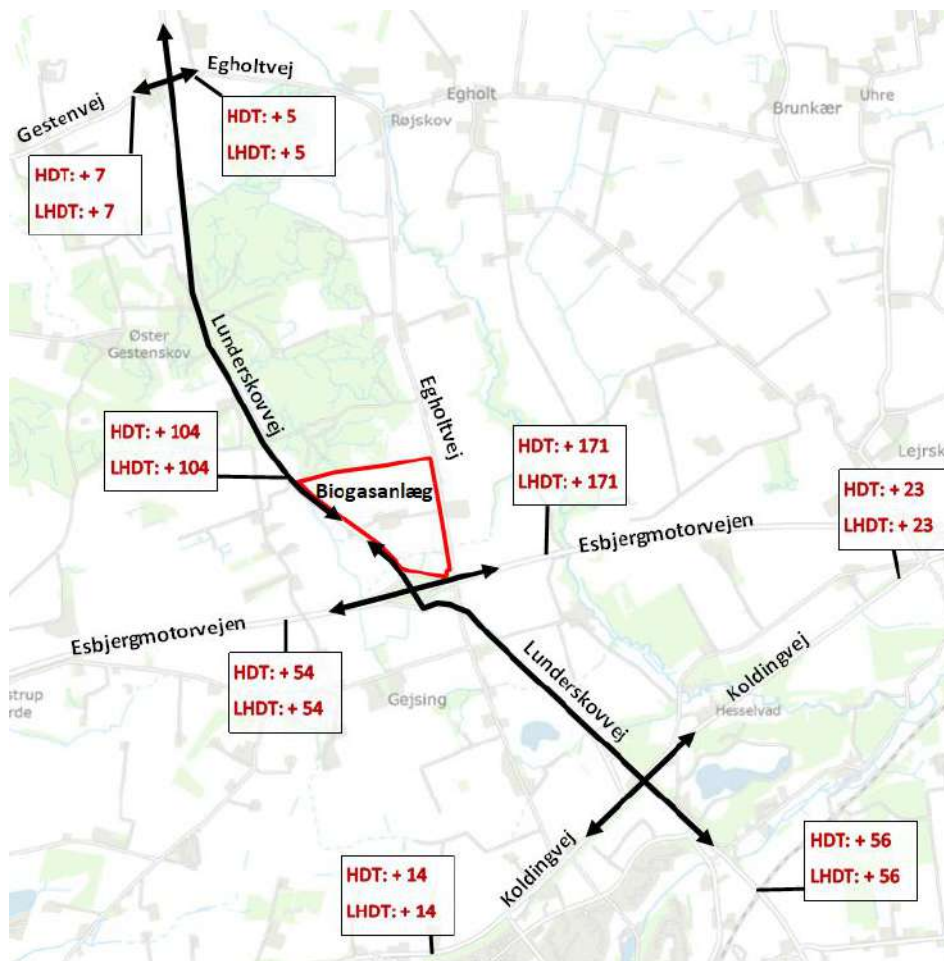 Egholtvej
Gestenvej
HDT: + 5
LHDT: + 5
HDT: + 7
LHDT: + 7
Egholt
Røjskov
Brunkær
Uhre
Øster
Gestenskov
Lunderskovvej
Egholtvej
HDT: + 104
LHDT: + 104
Biogasanlæg
HDT: + 171
LHDT: + 171
Lejrsk
HDT: + 23
LHDT: + 23
Esbjergmotorvejen
Esbjergmotorvejen
HDT: + 54
LHDT: + 54
strup
rde
Gejsing
Lunderskovvej
Koldingvej
Hesselvad
Koldingvej
HDT: + 56
LHDT: + 56
HDT: + 14
LHDT: + 14